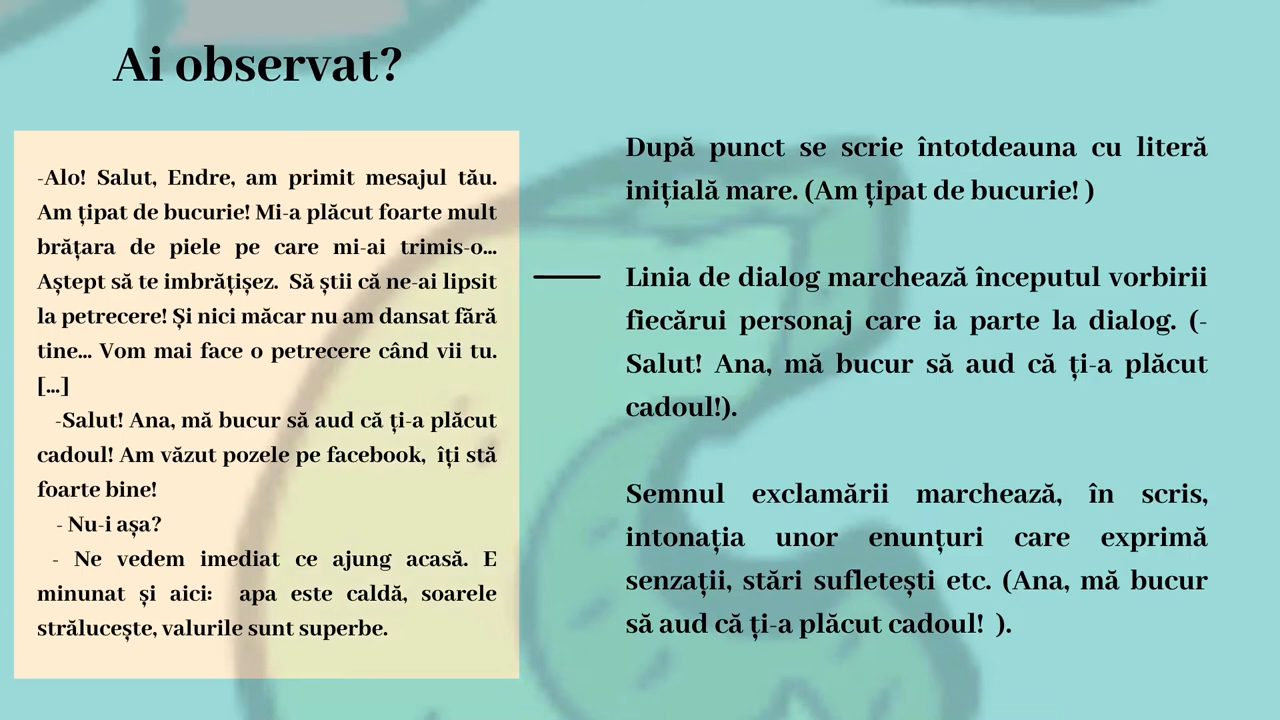 Ai observat?
-Alo! Salut, Endre, am primit mesajul tău.
Am țipat de bucurie! Mi-a plăcut foarte mult
brățara de piele pe care mi-ai trimis-o...
Aștept să te imbrățișez.  Să știi că ne-ai lipsit
la petrecere! Și nici măcar nu am dansat fără
tine... Vom mai face o petrecere când vii tu.
[...]
-Salut! Ana, mă bucur să aud că ți-a plăcut
cadoul! Am văzut pozele pe facebook,  îți stă
foarte bine!
- Nu-i așa?
- Ne vedem imediat ce ajung acasă. E
minunat și aici:  apa este caldă, soarele
strălucește, valurile sunt superbe.
După punct se scrie întotdeauna cu literă
inițială mare. (Am țipat de bucurie! )
Linia de dialog marchează începutul vorbirii
fiecărui personaj care ia parte la dialog. (-
Salut! Ana, mă bucur să aud că ți-a plăcut
cadoul!).
Semnul exclamării marchează, în scris,
intonația unor enunțuri care exprimă
senzații, stări sufletești etc. (Ana, mă bucur
să aud că ți-a plăcut cadoul!  ).